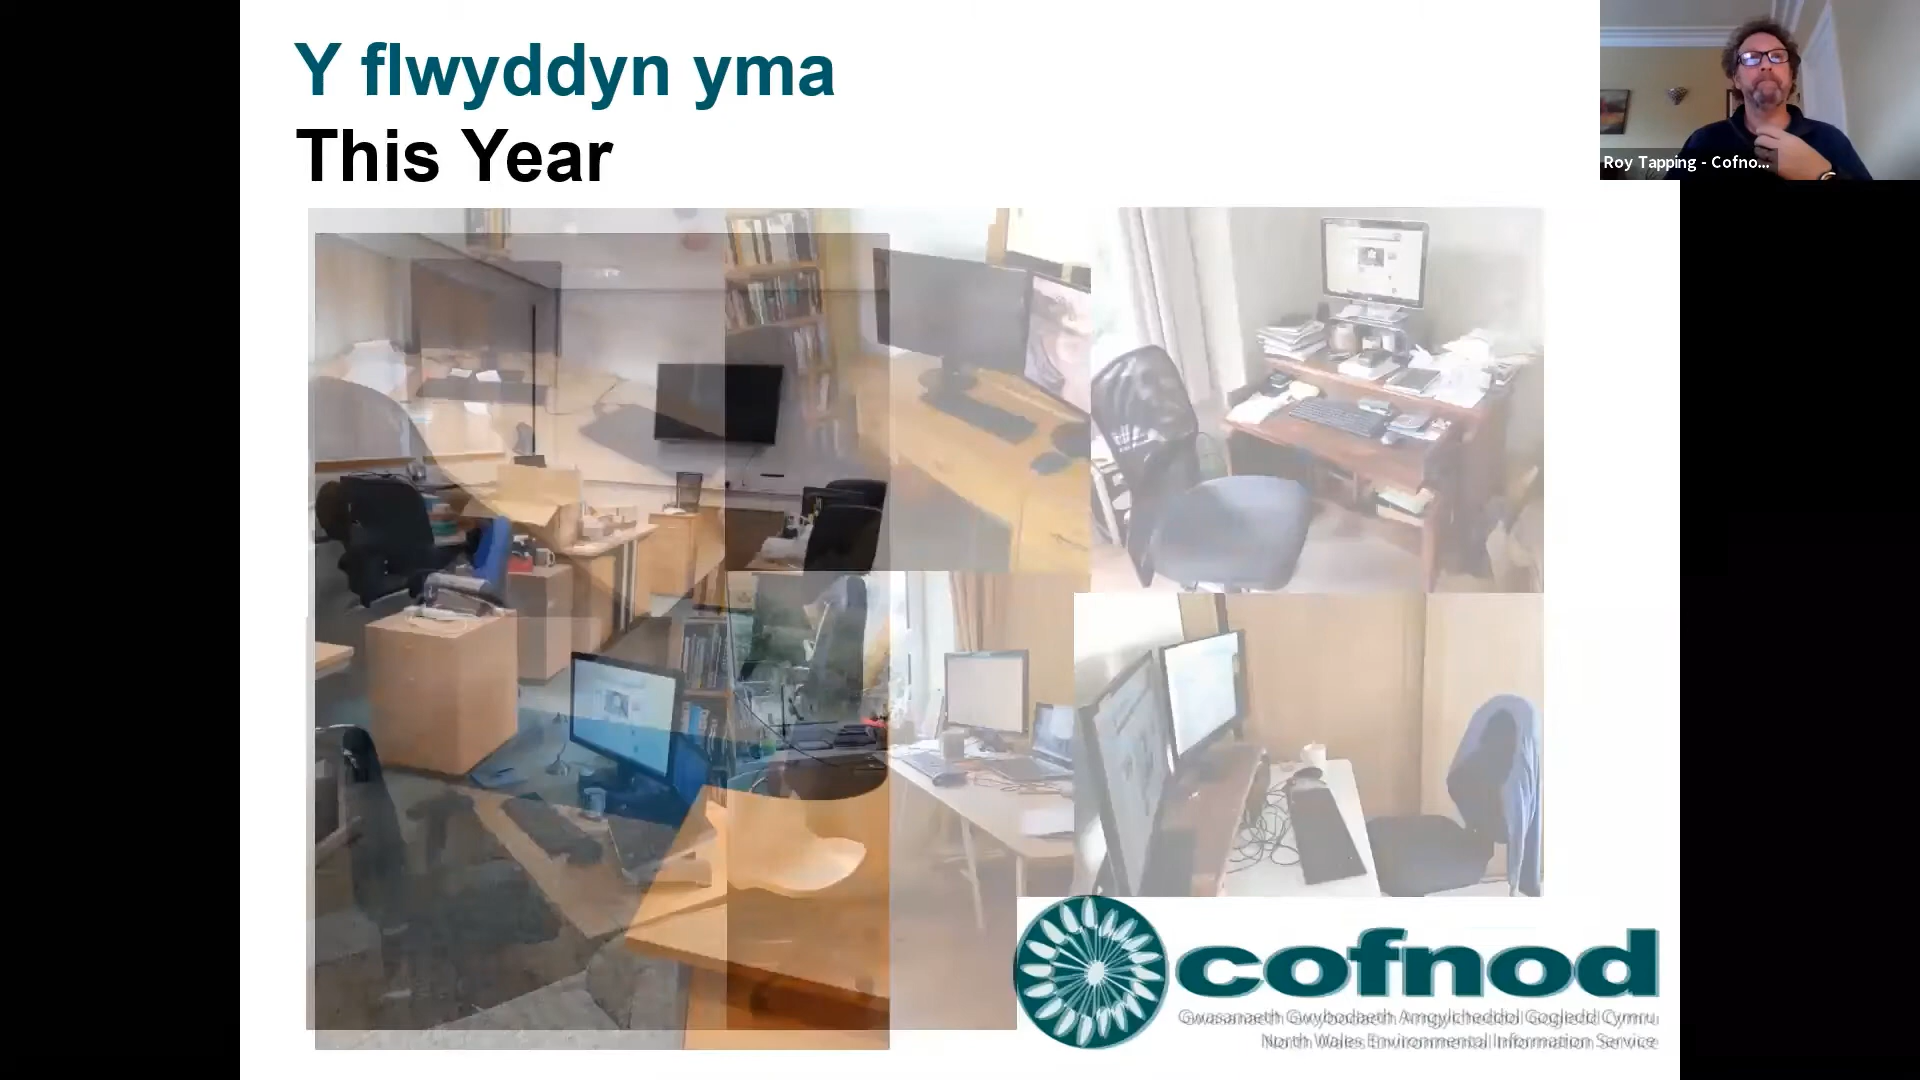 Y flwyddyn yma
This Year
Roy Tapping - Cofno...
cofnod
Gwasanaeth Gwybodaeth Amgylcheddol Gogledd Cymru
North Wales Environmental Information Service